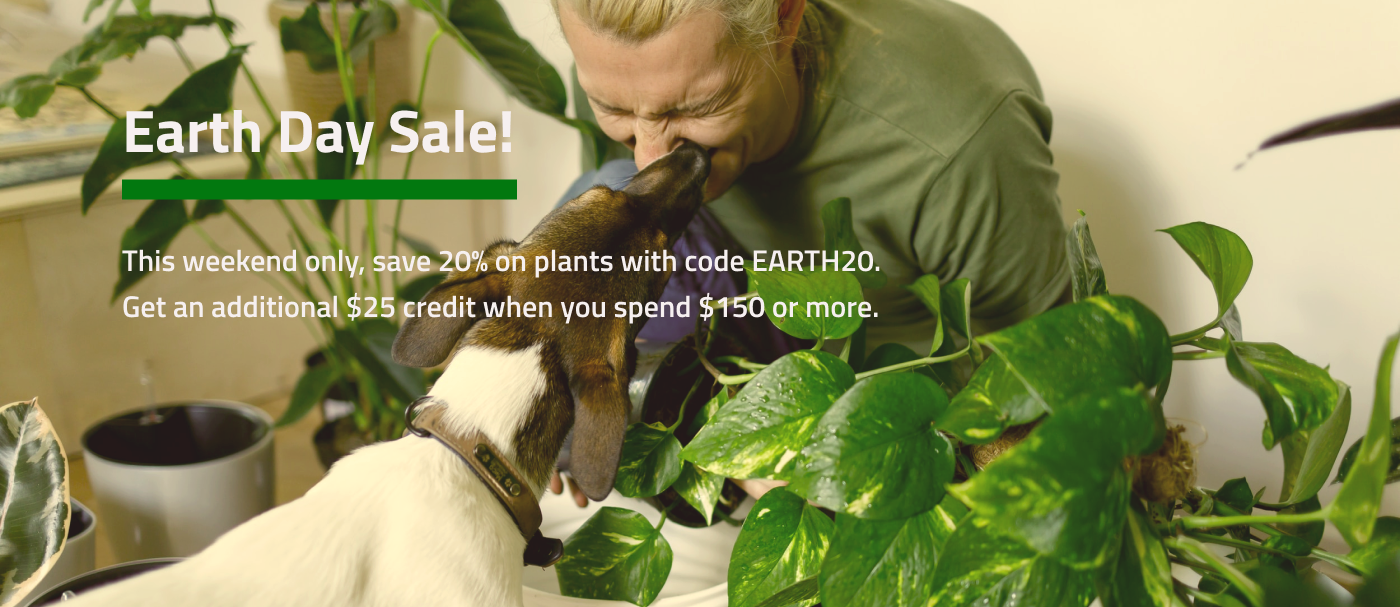 Earth Day Sale!
This weekend only, save 20% on plants with code EARTH20.
Get an additional $25 credit when you spend $150 or more.